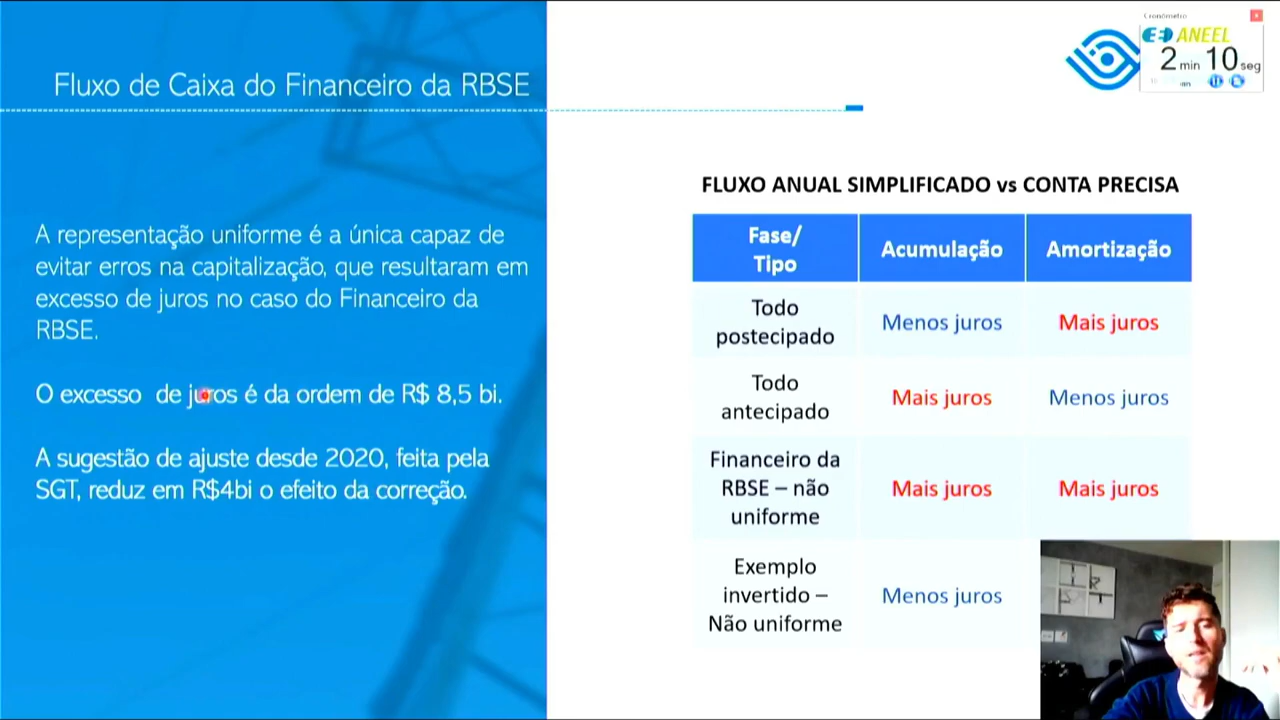 Cronômetro
ANEEL
2 min 10 seg
Fluxo de Caixa do Financeiro da RBSE
A representação uniforme é a única capaz de
evitar erros na capitalização, que resultaram em
excesso de juros no caso do Financeiro da
RBSE.
O excesso de juros é da ordem de R$ 8,5 bi.
A sugestão de ajuste desde 2020, feita pela
SGT, reduz em R$4bi o efeito da correção.
FLUXO ANUAL SIMPLIFICADO vs CONTA PRECISA
Fase/
Tipo
Acumulação
Amortização
Todo
postecipado
Menos juros
Mais juros
Todo
antecipado
Mais juros
Menos juros
Financeiro da
RBSE – não
uniforme
Mais juros
Mais juros
Exemplo
invertido –
Não uniforme
Menos juros